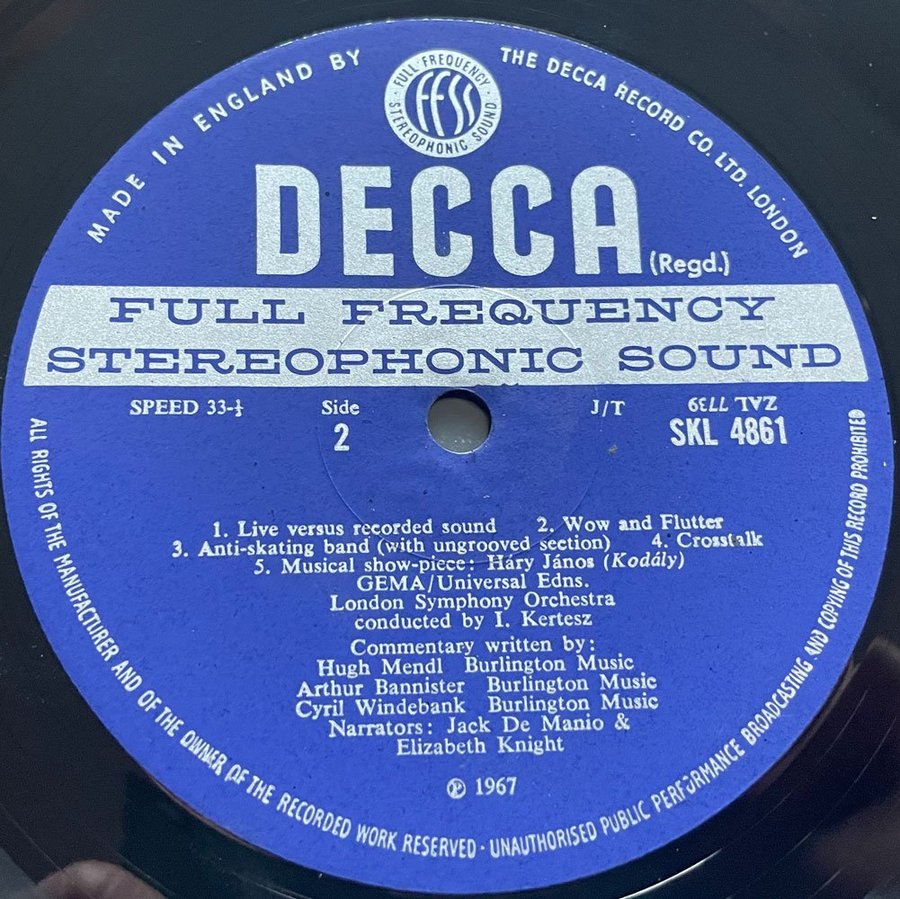 MADE IN ENGLAND BY
THE DECCA RECORD CO. LTD. LONDON
FULL FREQUENCY
ffss
STEREOPHONIC SOUND
DECCA (Regd.)
FULL FREQUENCY
STEREOPHONIC SOUND
SPEED 33-⅓ Side J/T ZAL 7739
2 SKL 4861
1. Live versus recorded sound 2. Wow and Flutter
3. Anti-skating band (with ungrooved section) 4. Crosstalk
5. Musical show-piece: Háry János (Kodály)
GEMA/Universal Edns.
London Symphony Orchestra
conducted by I. Kertesz
Commentary written by:
Hugh Mendl Burlington Music
Arthur Bannister Burlington Music
Cyril Windebank Burlington Music
Narrators: Jack De Manio &
Elizabeth Knight
℗ 1967
ALL RIGHTS OF THE MANUFACTURER AND OF THE OWNER OF THE RECORDED WORK RESERVED · UNAUTHORISED PUBLIC PERFORMANCE BROADCASTING AND COPYING OF THIS RECORD PROHIBITED